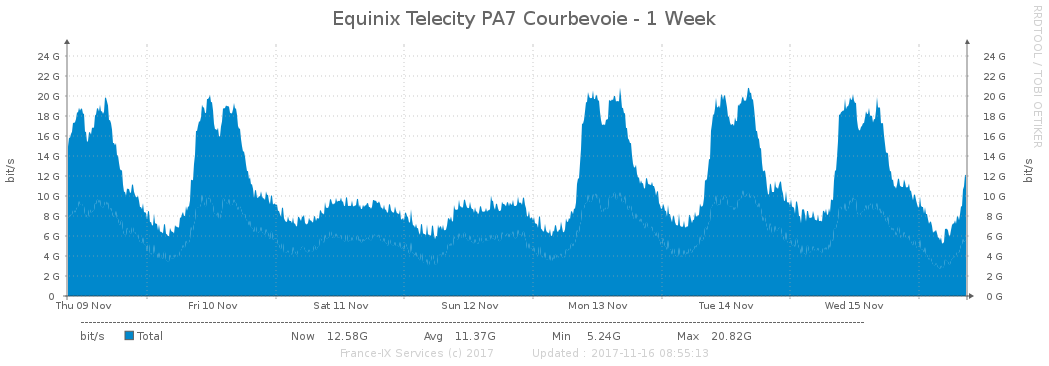 Equinix Telecity PA7 Courbevoie - 1 Week
RRDTOOL / TOBI OETIKER
bit/s
24 G 24 G
22 G 22 G
20 G 20 G
18 G 18 G
16 G 16 G
14 G 14 G
12 G 12 G
10 G 10 G
8 G 8 G
6 G 6 G
4 G 4 G
2 G 2 G
0 0 G
bit/s
Thu 09 Nov Fri 10 Nov Sat 11 Nov Sun 12 Nov Mon 13 Nov Tue 14 Nov Wed 15 Nov
bit/s Total Now 12.58G Avg 11.37G Min 5.24G Max 20.82G
France-IX Services (c) 2017 Updated : 2017-11-16 08:55:13